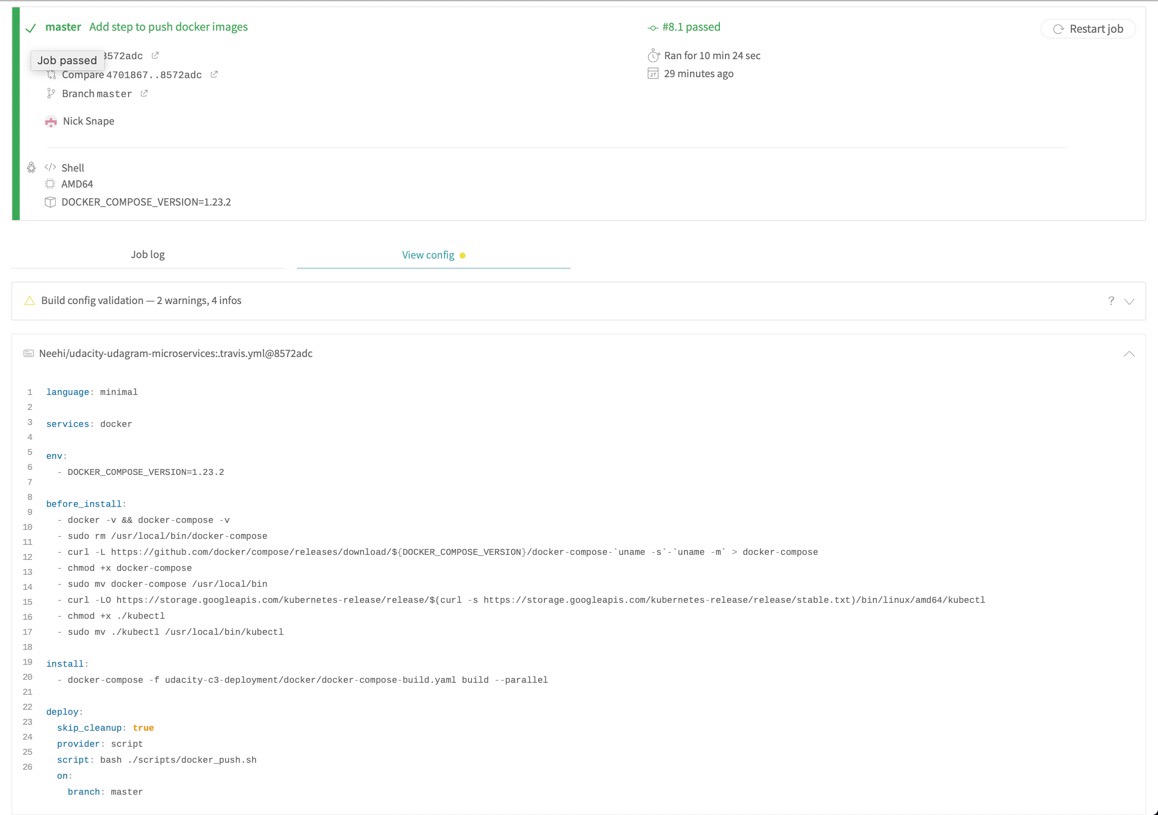 master Add step to push docker images
#8.1 passed
Restart job
Job passed
8572adc
Ran for 10 min 24 sec
Compare 4701867..8572adc
29 minutes ago
Branch master
Nick Snape
</> Shell
AMD64
DOCKER_COMPOSE_VERSION=1.23.2
Job log
View config
Build config validation — 2 warnings, 4 infos
?
Neehi/udacity-udagram-microservices:.travis.yml@8572adc
1 language: minimal
2
3 services: docker
4
5 env:
6 - DOCKER_COMPOSE_VERSION=1.23.2
7
8 before_install:
9 - docker -v && docker-compose -v
10 - sudo rm /usr/local/bin/docker-compose
11 - curl -L https://github.com/docker/compose/releases/download/${DOCKER_COMPOSE_VERSION}/docker-compose-`uname -s`-`uname -m` > docker-compose
12 - chmod +x docker-compose
13 - sudo mv docker-compose /usr/local/bin
14 - curl -LO https://storage.googleapis.com/kubernetes-release/release/$(curl -s https://storage.googleapis.com/kubernetes-release/release/stable.txt)/bin/linux/amd64/kubectl
15 - chmod +x ./kubectl
16 - sudo mv ./kubectl /usr/local/bin/kubectl
17
18 install:
19 - docker-compose -f udacity-c3-deployment/docker/docker-compose-build.yaml build --parallel
20
21 deploy:
22 skip_cleanup: true
23 provider: script
24 script: bash ./scripts/docker_push.sh
25 on:
26 branch: master